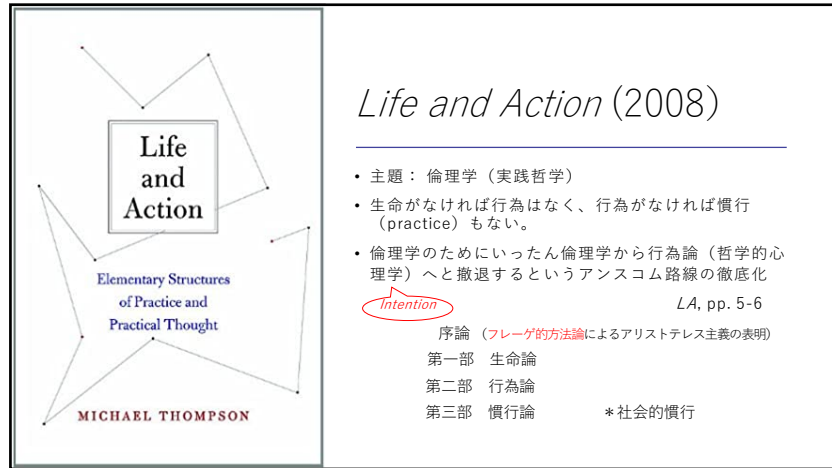 Life
and
Action
Elementary Structures
of Practice and
Practical Thought
MICHAEL THOMPSON
Life and Action (2008)
• 主題： 倫理学（実践哲学）
• 生命がなければ行為はなく、行為がなければ慣行
（practice）もない。
• 倫理学のためにいったん倫理学から行為論（哲学的心
理学）へと撤退するというアンスコム路線の徹底化
Intention
LA, pp. 5-6
序論 （フレーゲ的方法論によるアリストテレス主義の表明）
第一部 生命論
第二部 行為論
第三部 慣行論 ＊社会的慣行